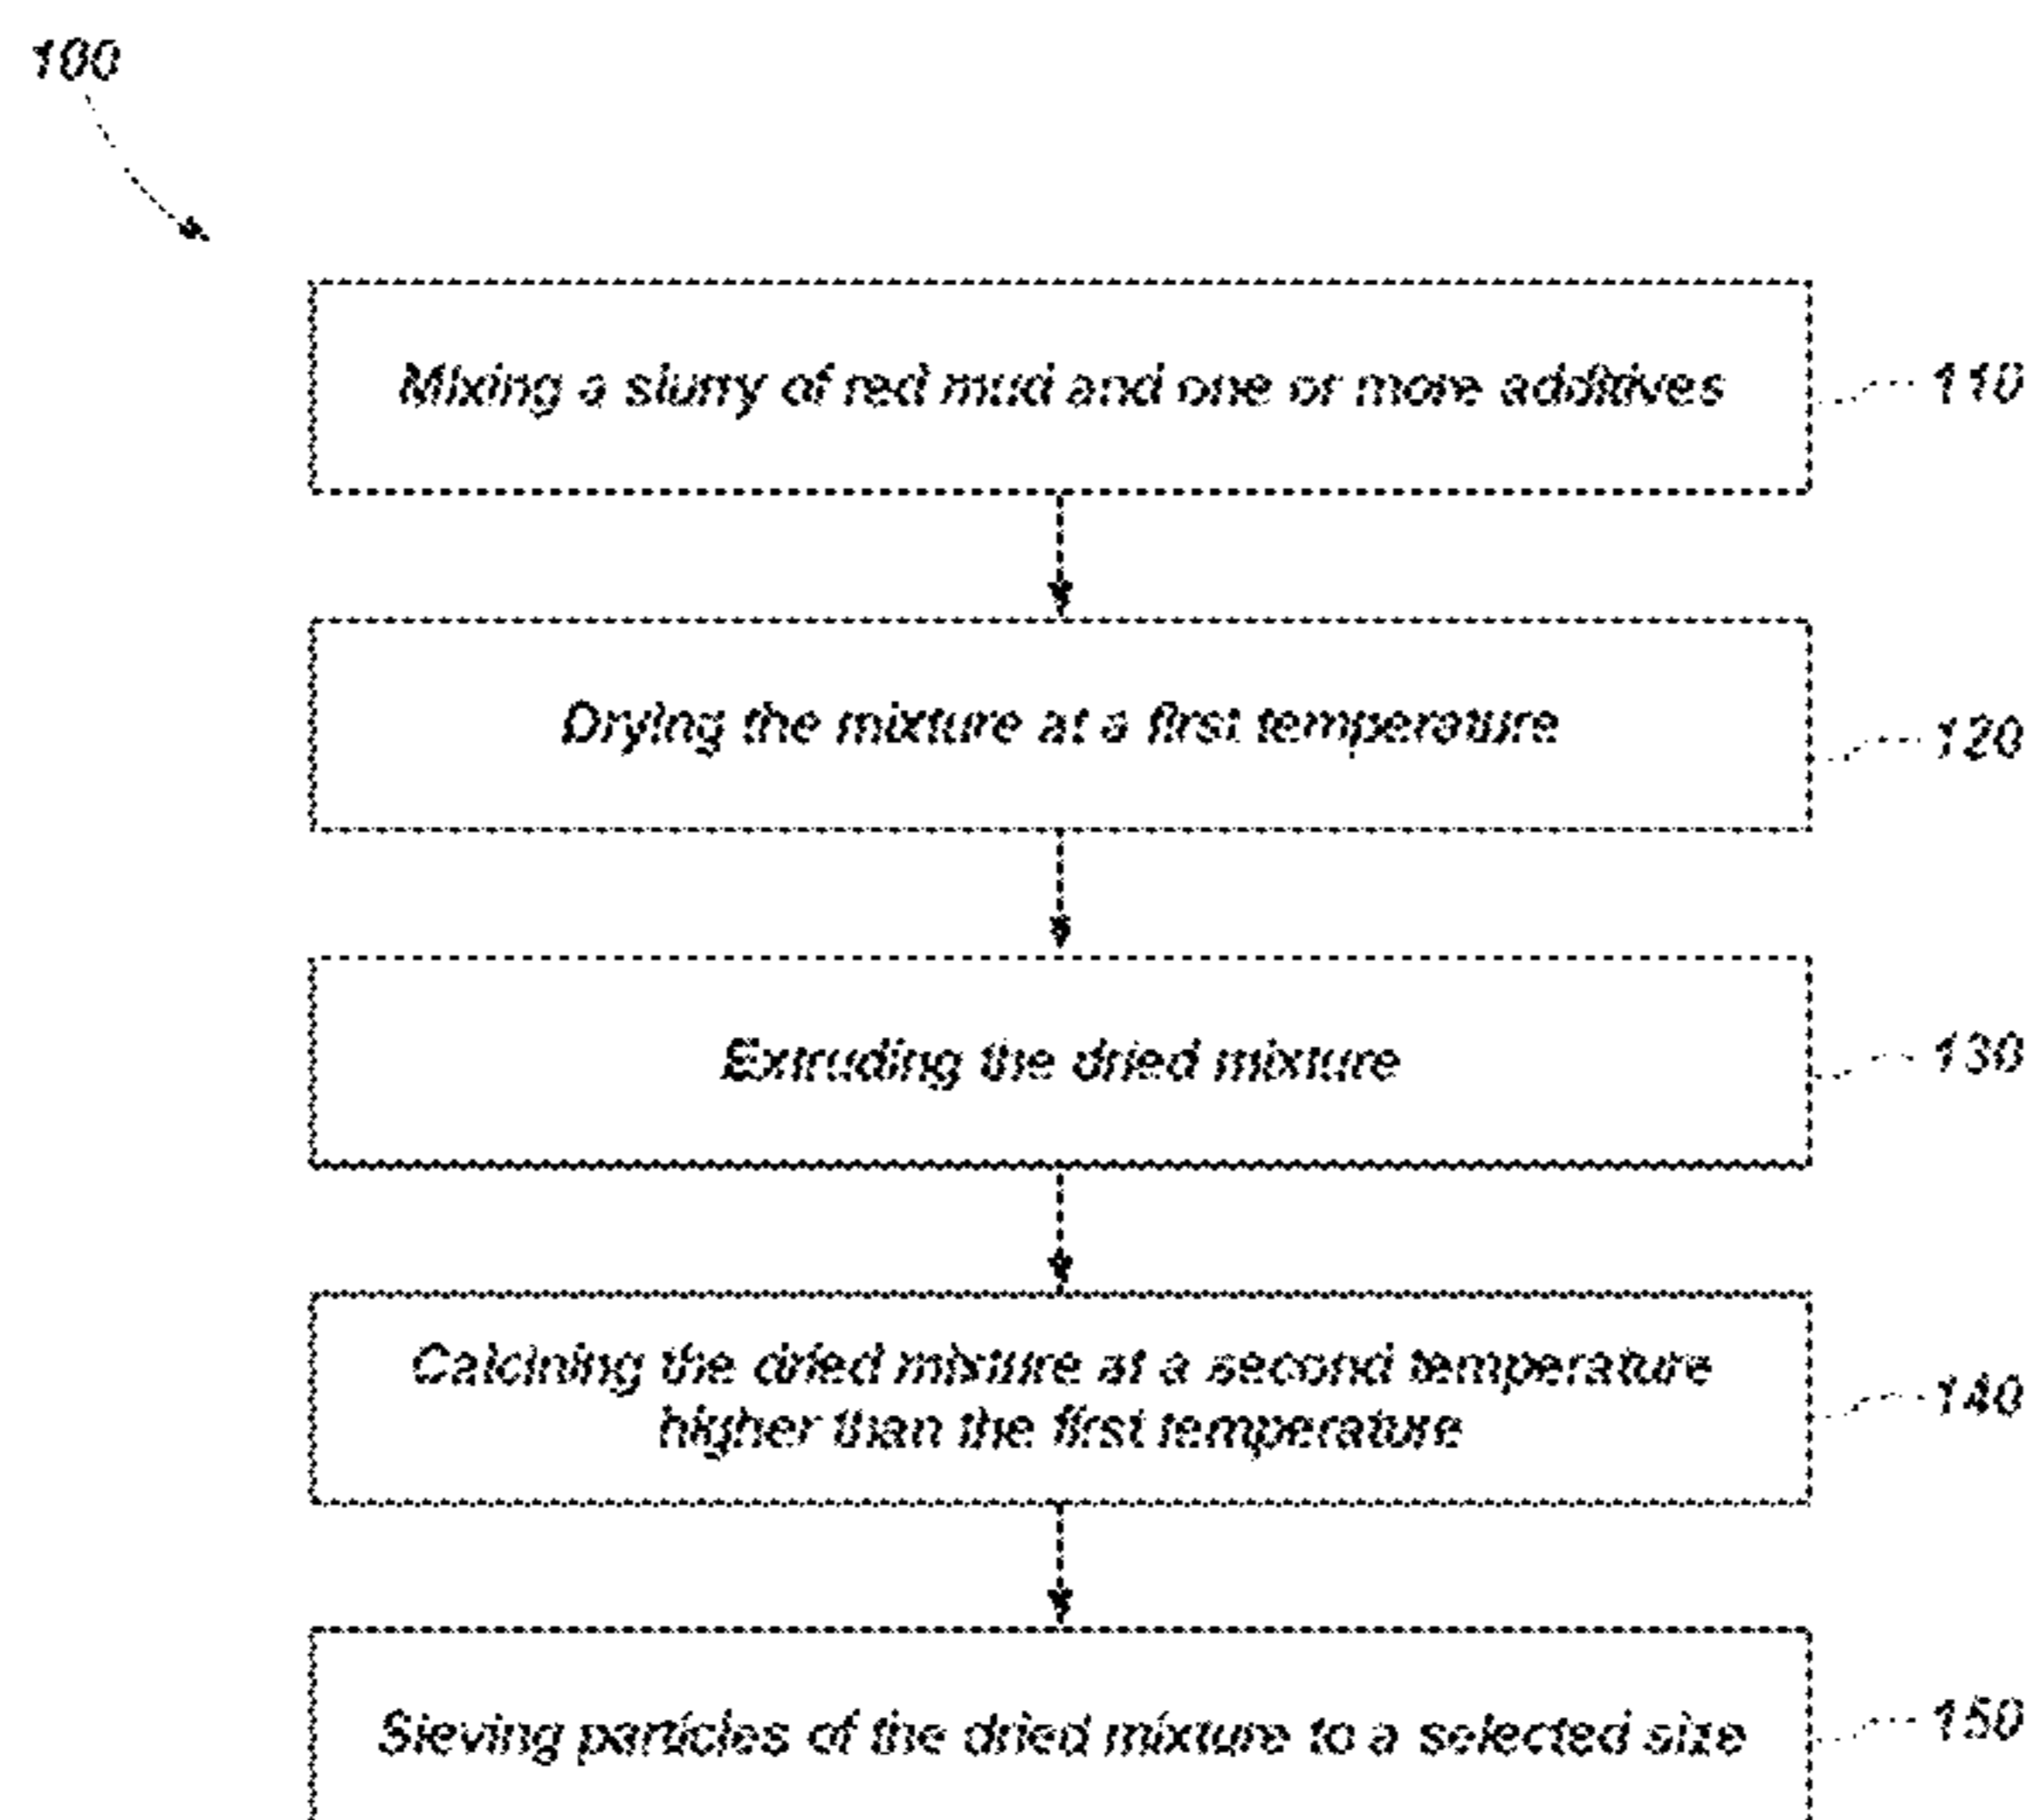 100
Mixing a slurry of red mud and one or more additives
110
Drying the mixture at a first temperature
120
Extruding the dried mixture
130
Calcining the dried mixture at a second temperature
higher than the first temperature
140
Sieving particles of the dried mixture to a selected size
150